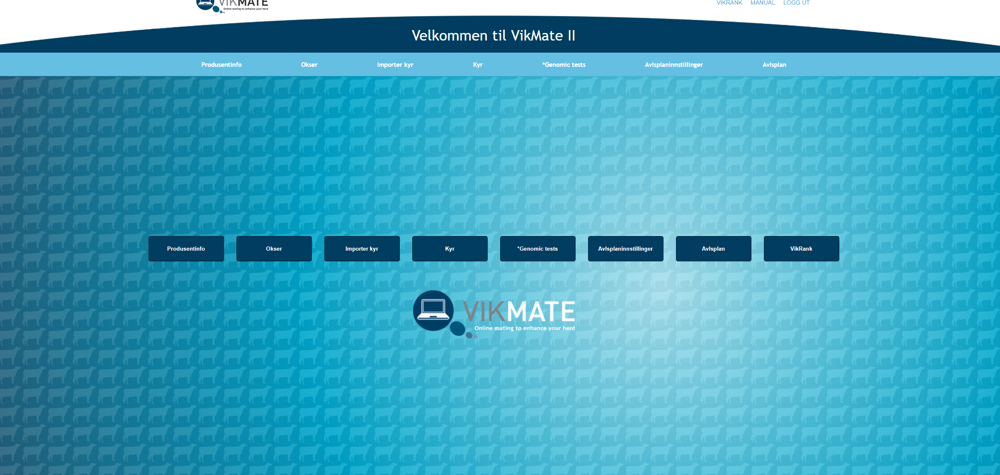 VIKMATE
Online mating to enhance your herd
VIKRANK MANUAL LOGG UT
Velkommen til VikMate II
Produsentinfo Okser Importer kyr Kyr *Genomic tests Avlsplaninnstillinger Avlsplan
Produsentinfo Okser Importer kyr Kyr *Genomic tests Avlsplaninnstillinger Avlsplan VikRank
VIKMATE
Online mating to enhance your herd